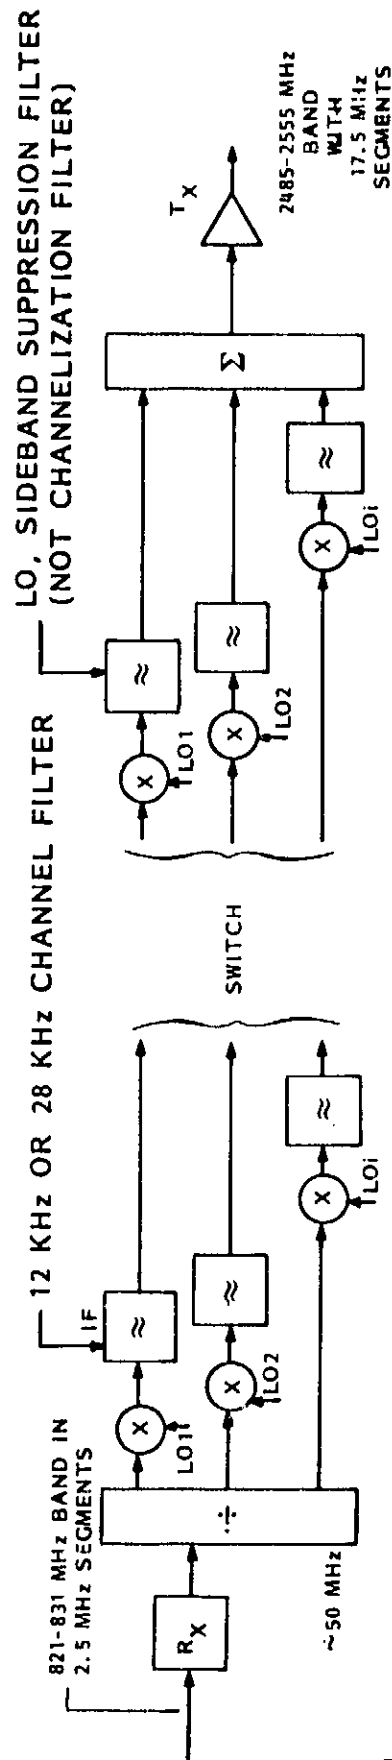 821-831 MHz BAND IN
2.5 MHz SEGMENTS
12 KHz OR 28 KHz CHANNEL FILTER
LO, SIDEBAND SUPPRESSION FILTER
(NOT CHANNELIZATION FILTER)
RX
÷
~50 MHz
X
LO1
IF
≈
X
LO2
≈
X
LOi
≈
SWITCH
X
LO1
≈
X
LO2
≈
X
LOi
≈
Σ
TX
2485-2555 MHz
BAND
WITH
17.5 MHz
SEGMENTS